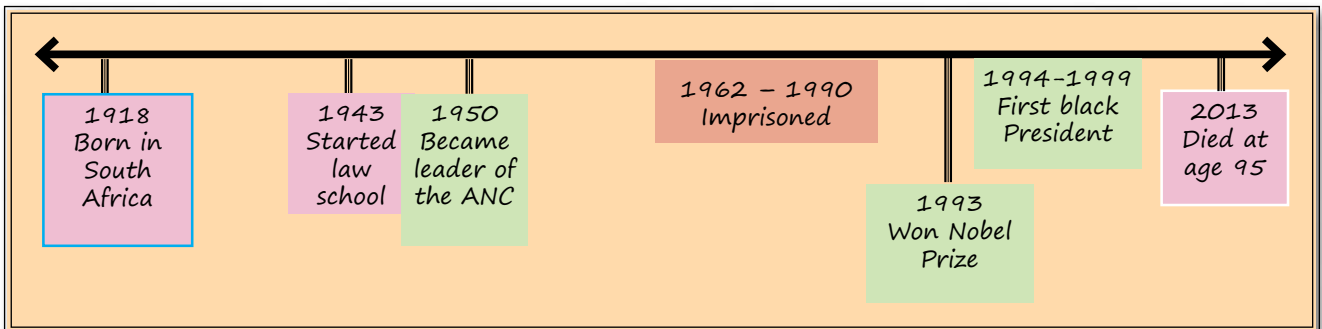 1918
Born in
South
Africa
1943
Started
law
school
1950
Became
leader of
the ANC
1962 – 1990
Imprisoned
1993
Won Nobel
Prize
1994-1999
First black
President
2013
Died at
age 95